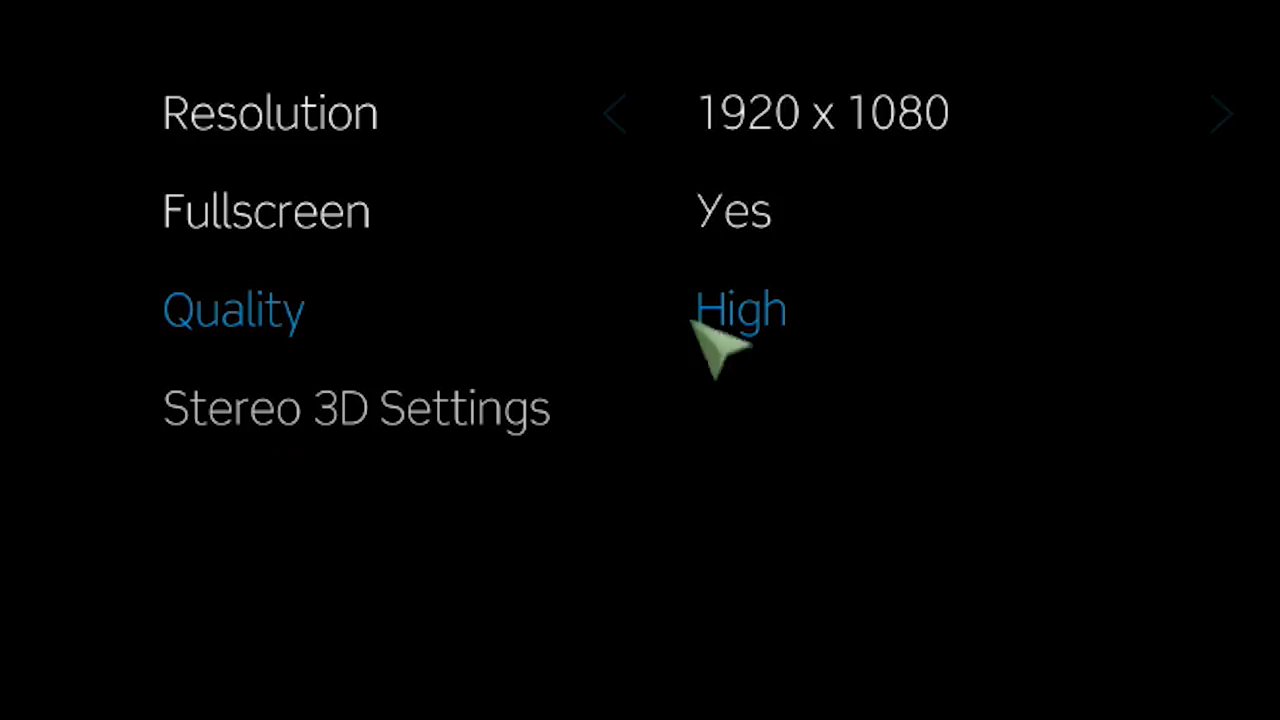 Resolution 1920 x 1080
Fullscreen Yes
Quality High
Stereo 3D Settings